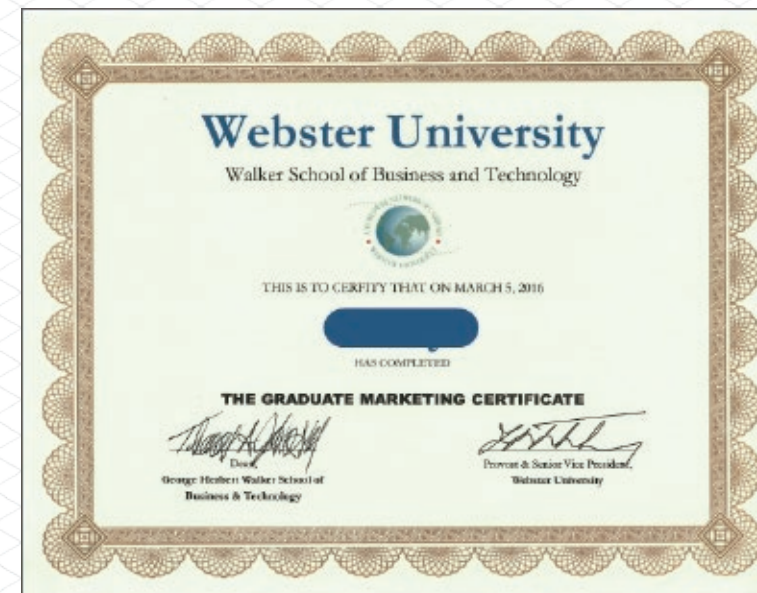 Webster University
Walker School of Business and Technology
THIS IS TO CERFITY THAT ON MARCH 5, 2016
HAS COMPLETED
THE GRADUATE MARKETING CERTIFICATE
Dean,
George Herbert Walker School of
Business & Technology
Provost & Senior Vice President,
Webster University